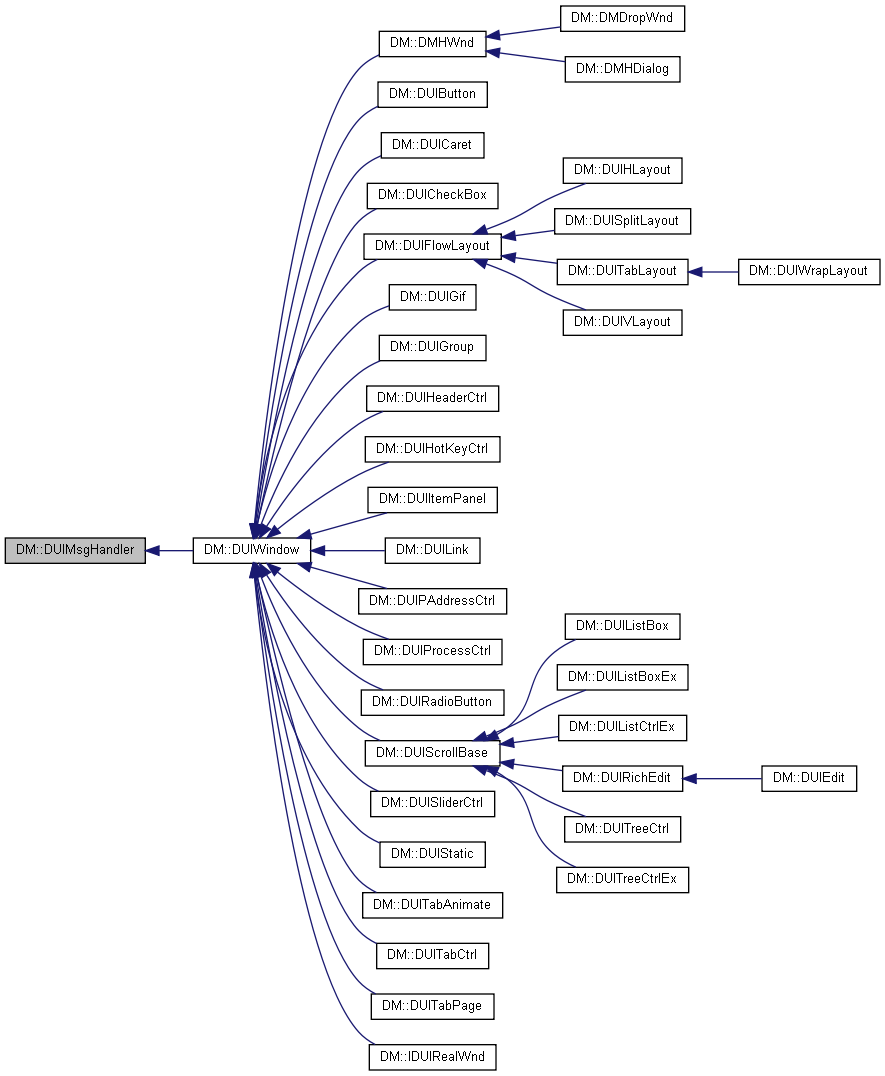 DM::DMDropWnd
DM::DMHWnd
DM::DMHDialog
DM::DUIButton
DM::DUICaret
DM::DUIHLayout
DM::DUICheckBox
DM::DUISplitLayout
DM::DUIFlowLayout
DM::DUITabLayout
DM::DUIWrapLayout
DM::DUIGif
DM::DUIVLayout
DM::DUIGroup
DM::DUIHeaderCtrl
DM::DUIHotKeyCtrl
DM::DUIItemPanel
DM::DUIMsgHandler
DM::DUIWindow
DM::DUILink
DM::DUIPAddressCtrl
DM::DUIListBox
DM::DUIProcessCtrl
DM::DUIListBoxEx
DM::DUIRadioButton
DM::DUIListCtrlEx
DM::DUIScrollBase
DM::DUIRichEdit
DM::DUIEdit
DM::DUISliderCtrl
DM::DUITreeCtrl
DM::DUIStatic
DM::DUITreeCtrlEx
DM::DUITabAnimate
DM::DUITabCtrl
DM::DUITabPage
DM::IDUIRealWnd